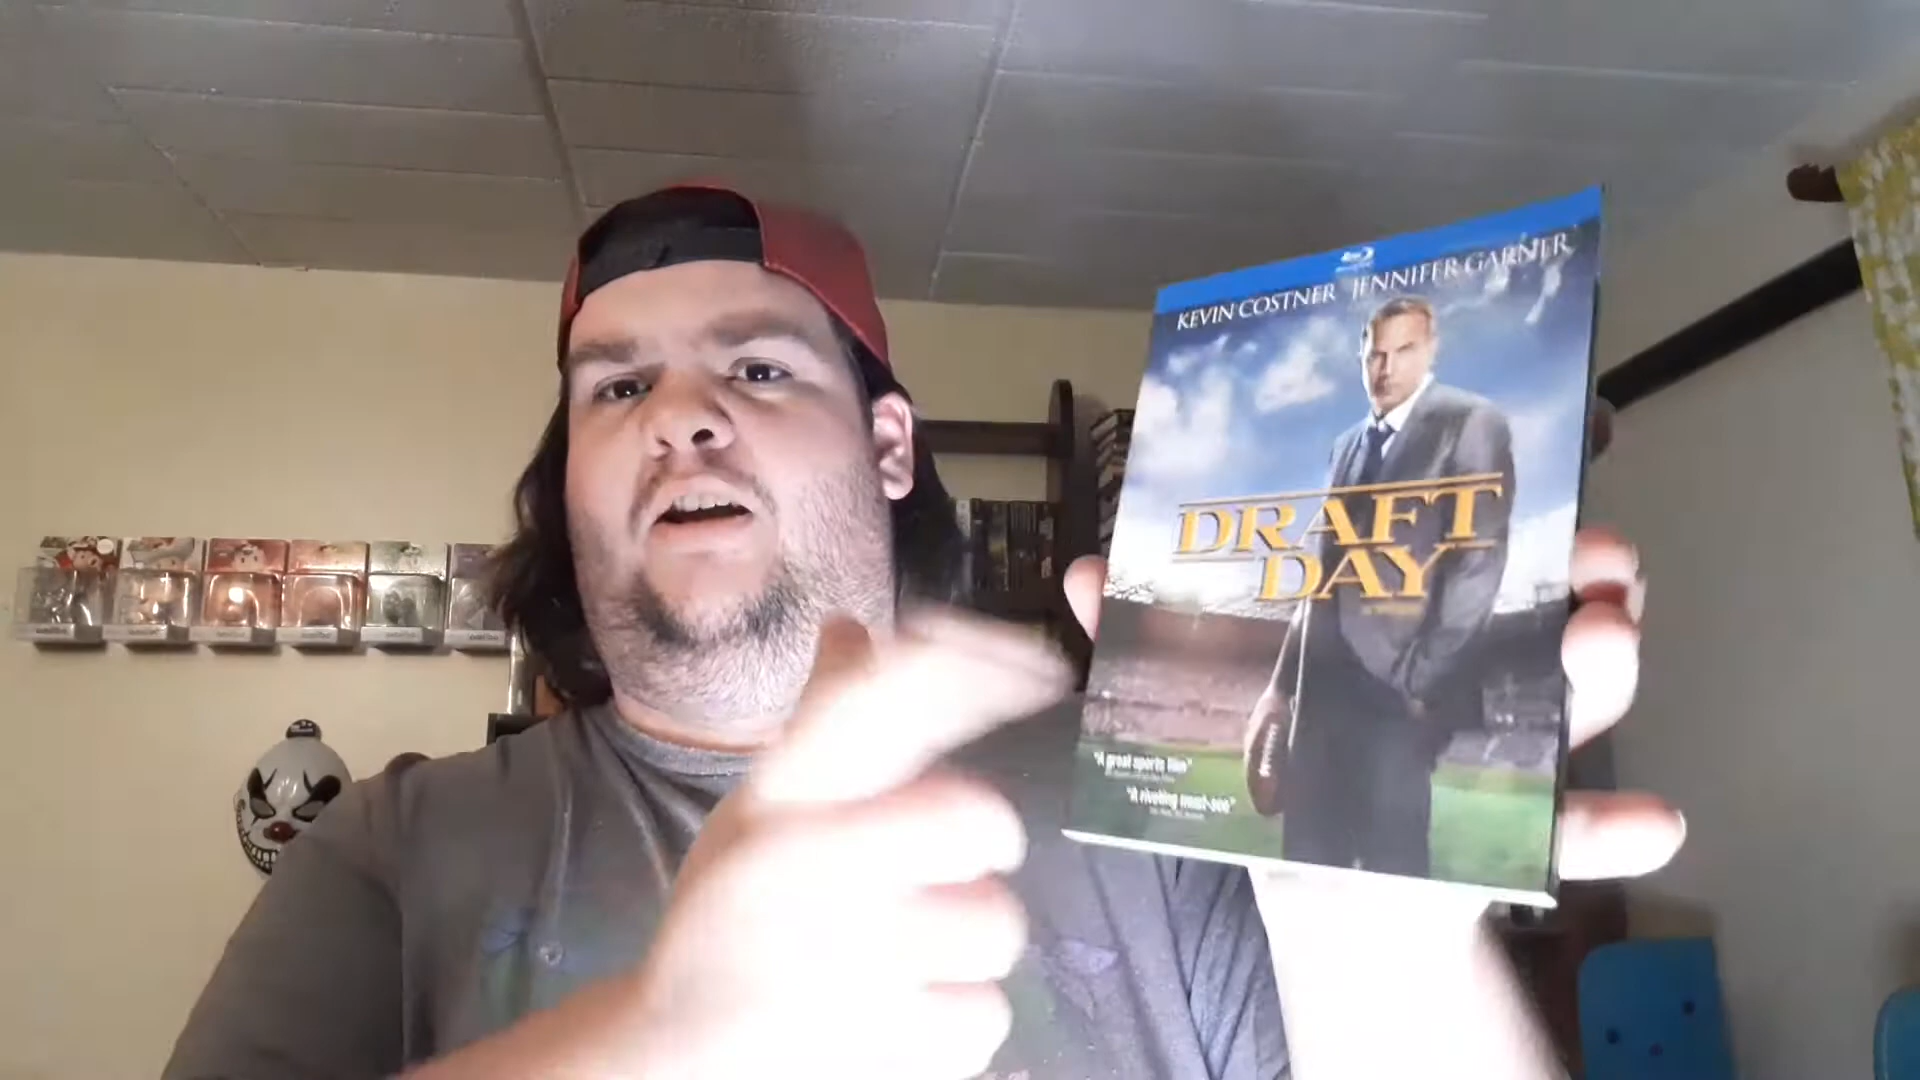 KEVIN COSTNER JENNIFER GARNER
DRAFT
DAY
"A great sports film"
"A riveting must-see"